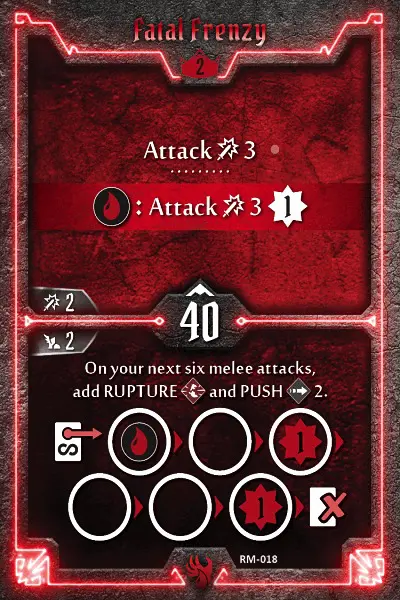 Fatal Frenzy
2
Attack 3
: Attack 3 1
2
40
2
On your next six melee attacks,
add RUPTURE and PUSH 2.
S 1
1
RM-018